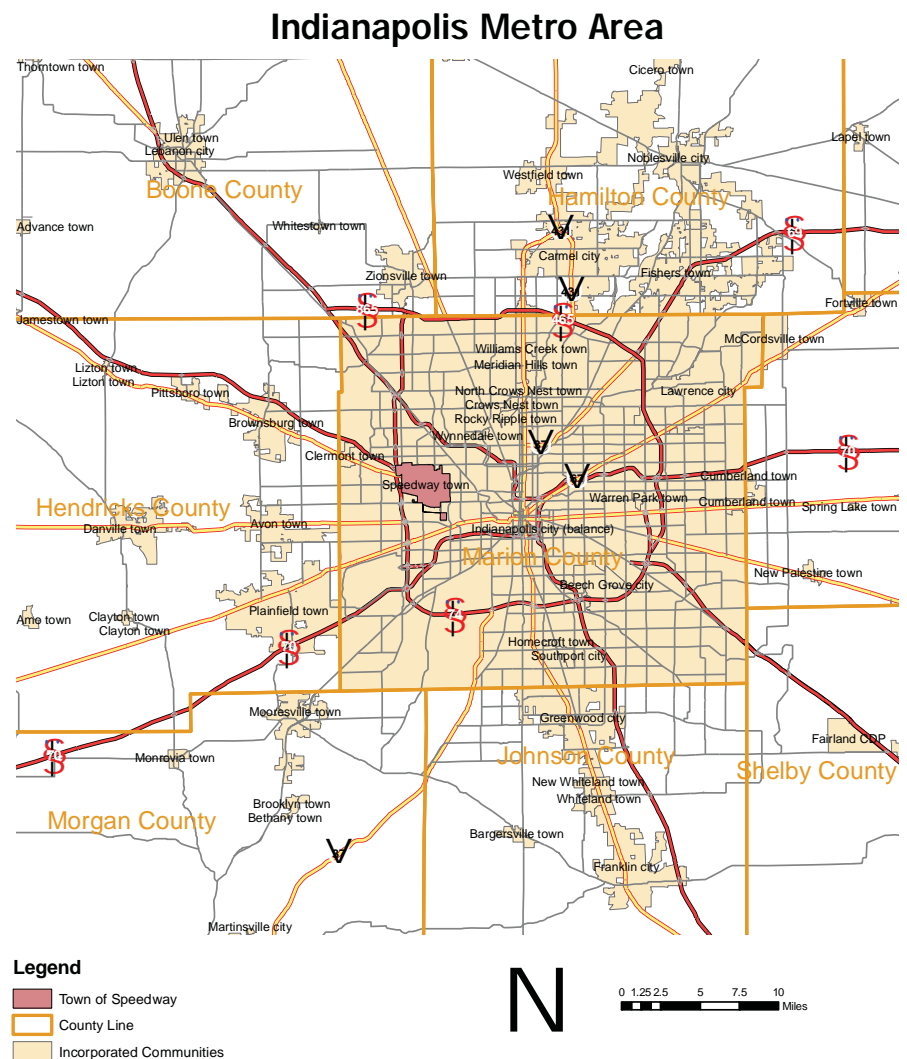 Indianapolis Metro Area
Thorntown town
Cicero town
Ulen town
Lebanon city
Lapel town
Noblesville city
Westfield town
Boone County
Hamilton County
Advance town
Whitestown town
431
69
Carmel city
Zionsville town
Fishers town
431
865
465
Fortville town
Jamestown town
McCordsville town
Williams Creek town
Meridian Hills town
Lizton town
Lizton town
Pittsboro town
North Crows Nest town
Lawrence city
Crows Nest town
Rocky Ripple town
Brownsburg town
Wynnedale town
37
Clermont town
70
Speedway town
Cumberland town
Warren Park town
Cumberland town
Spring Lake town
Hendricks County
Danville town
Avon town
Indianapolis city (balance)
Marion County
New Palestine town
Beech Grove city
Plainfield town
Amo town
Clayton town
Clayton town
Homecroft town
Southport city
70
Mooresville town
Greenwood city
Fairland CDP
Monrovia town
70
Johnson County
Shelby County
New Whiteland town
Whiteland town
Brooklyn town
Bethany town
Morgan County
Bargersville town
37
Franklin city
Martinsville city
Legend
Town of Speedway
County Line
Incorporated Communities
N
0 1.25 2.5 5 7.5 10
Miles